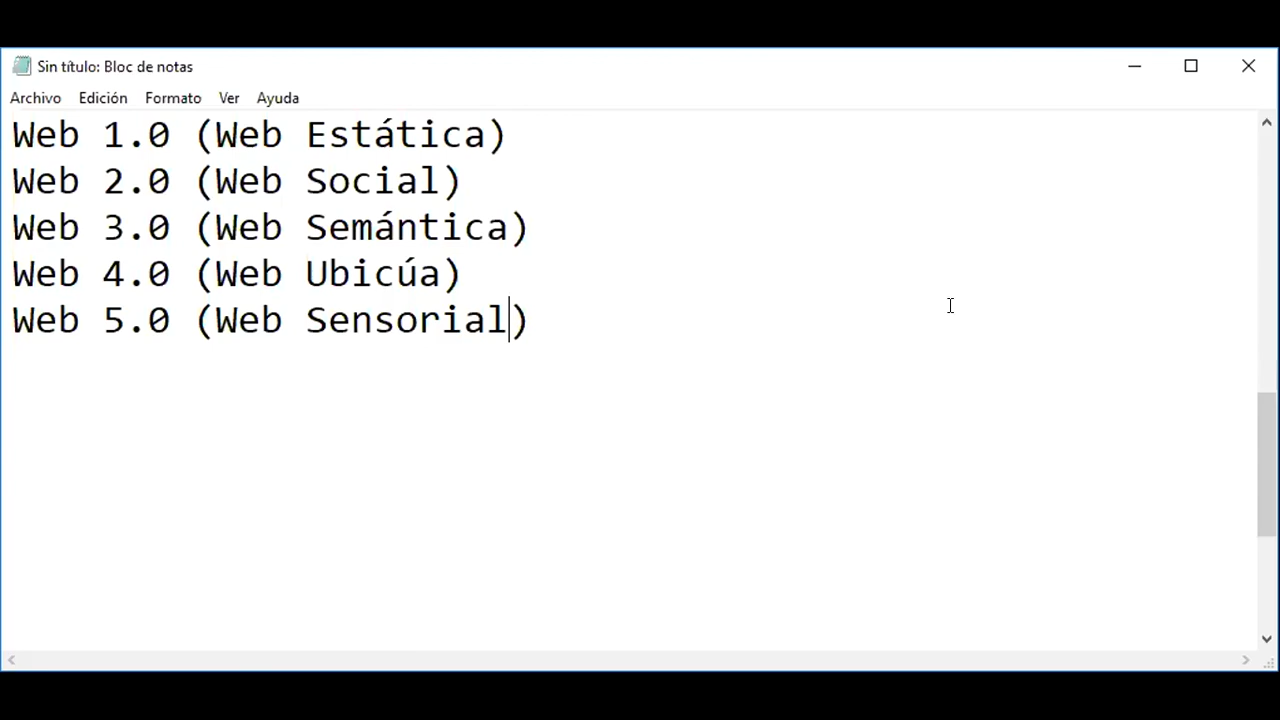 Sin título: Bloc de notas
Archivo Edición Formato Ver Ayuda
Web 1.0 (Web Estática)
Web 2.0 (Web Social)
Web 3.0 (Web Semántica)
Web 4.0 (Web Ubicúa)
Web 5.0 (Web Sensorial)